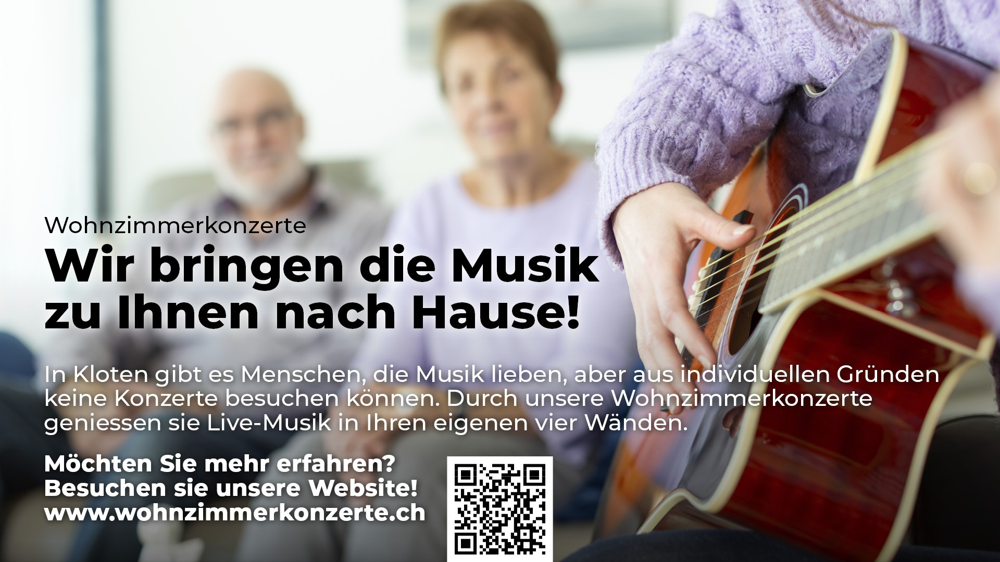 Wohnzimmerkonzerte
Wir bringen die Musik
zu Ihnen nach Hause!
In Kloten gibt es Menschen, die Musik lieben, aber aus individuellen Gründen
keine Konzerte besuchen können. Durch unsere Wohnzimmerkonzerte
geniessen sie Live-Musik in Ihren eigenen vier Wänden.
Möchten Sie mehr erfahren?
Besuchen sie unsere Website!
www.wohnzimmerkonzerte.ch